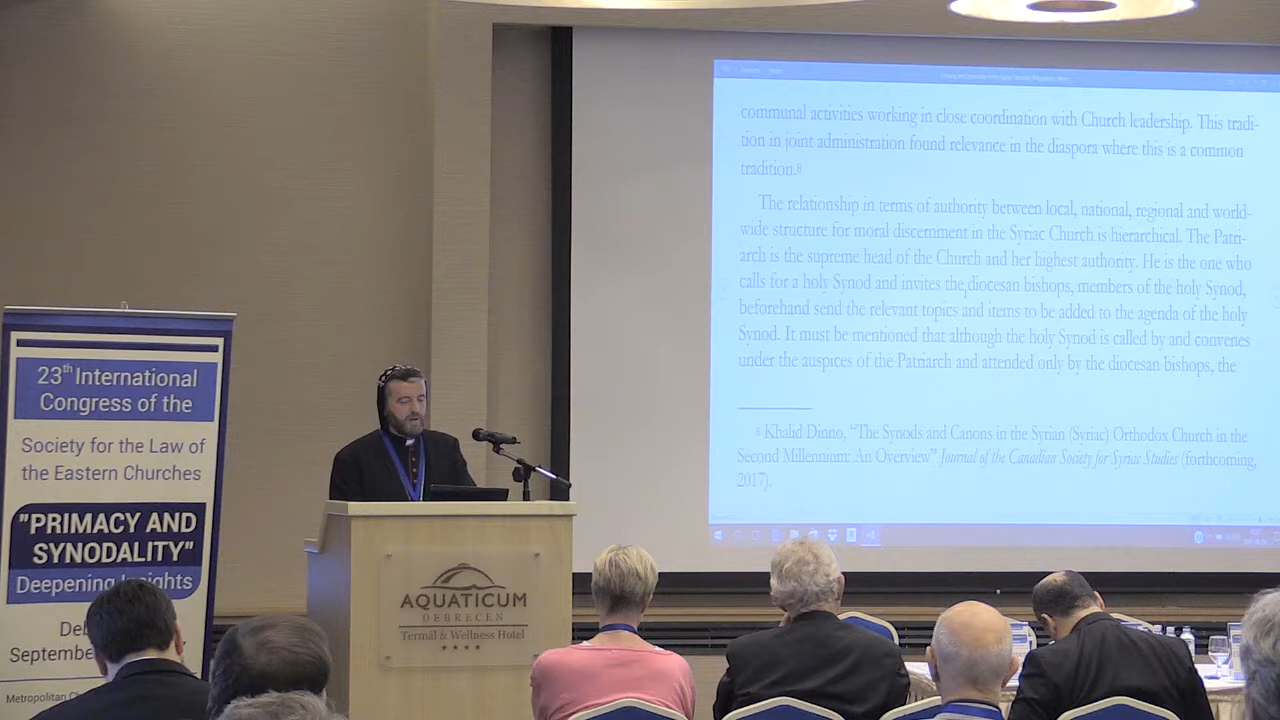 23th International
Congress of the
Society for the Law of
the Eastern Churches
"PRIMACY AND
SYNODALITY"
Deepening Insights
Deb
September
Metropolitan Ch
AQUATICUM
DEBRECEN
Termál & Wellness Hotel
communal activities working in close coordination with Church leadership. This tradi-
tion in joint administration found relevance in the diaspora where this is a common
tradition.8
The relationship in terms of authority between local, national, regional and world-
wide structure for moral discernment in the Syriac Church is hierarchical. The Patri-
arch is the supreme head of the Church and her highest authority. He is the one who
calls for a holy Synod and invites the diocesan bishops, members of the holy Synod,
beforehand send the relevant topics and items to be added to the agenda of the holy
Synod. It must be mentioned that although the holy Synod is called by and convenes
under the auspices of the Patriarch and attended only by the diocesan bishops, the
8 Khalid Dinno, “The Synods and Canons in the Syrian (Syriac) Orthodox Church in the
Second Millennium: An Overview” Journal of the Canadian Society for Syriac Studies (forthcoming,
2017).